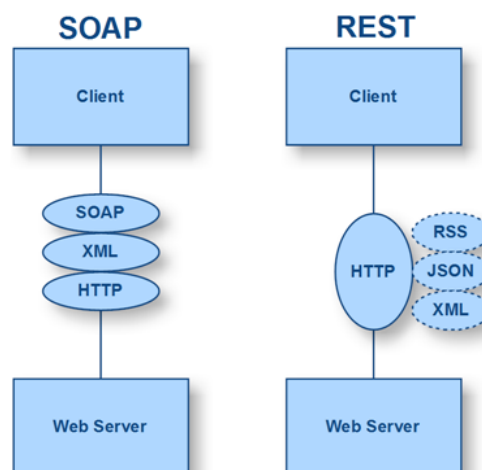 SOAP
Client
SOAP
XML
HTTP
Web Server
REST
Client
HTTP
RSS
JSON
XML
Web Server